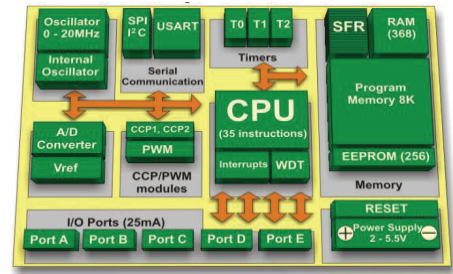 Oscillator
0 - 20MHz
Internal
Oscillator
SPI
I²C
USART
Serial
Communication
T0 T1 T2
Timers
SFR
RAM
(368)
Program
Memory 8K
EEPROM (256)
Memory
A/D
Converter
Vref
CCP1, CCP2
PWM
CCP/PWM
modules
CPU
(35 instructions)
Interrupts
WDT
I/O Ports (25mA)
Port A
Port B
Port C
Port D
Port E
RESET
Power Supply
2 - 5.5V